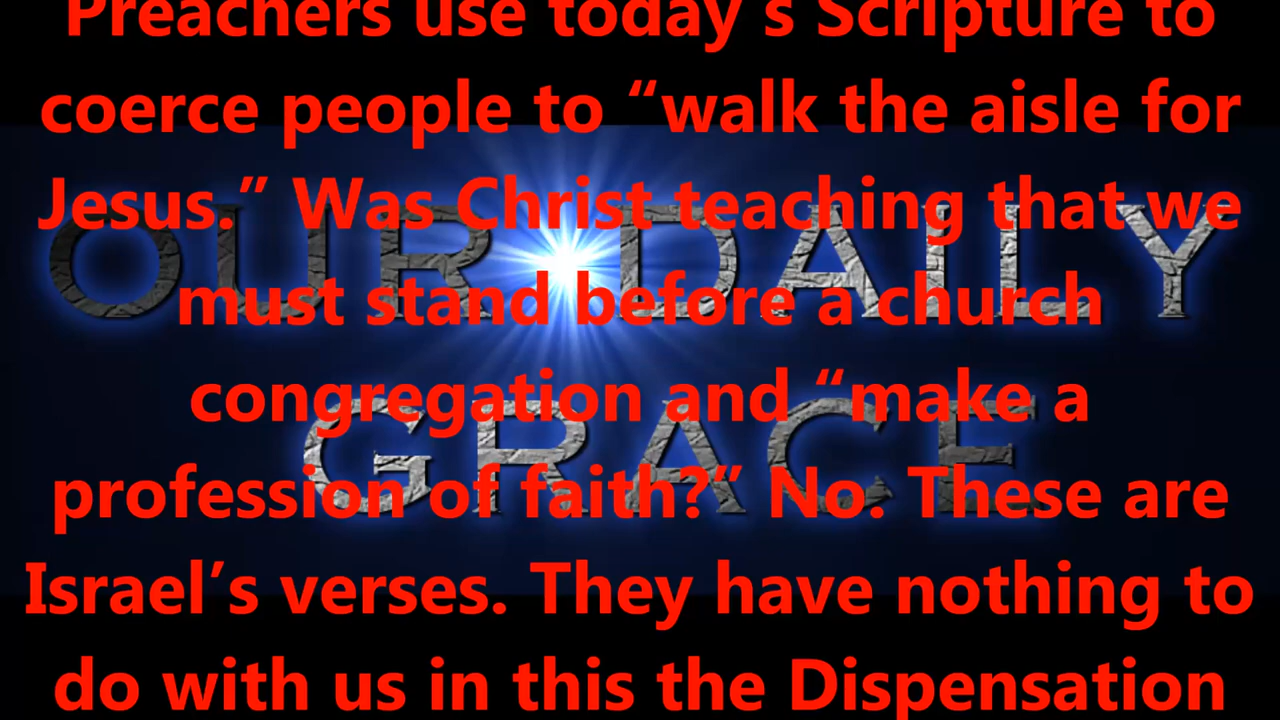 Preachers use today's Scripture to
coerce people to “walk the aisle for
Jesus.” Was Christ teaching that we
must stand before a church
congregation and “make a
profession of faith?” No. These are
Israel’s verses. They have nothing to
do with us in this the Dispensation
OUR DAILY
GRACE